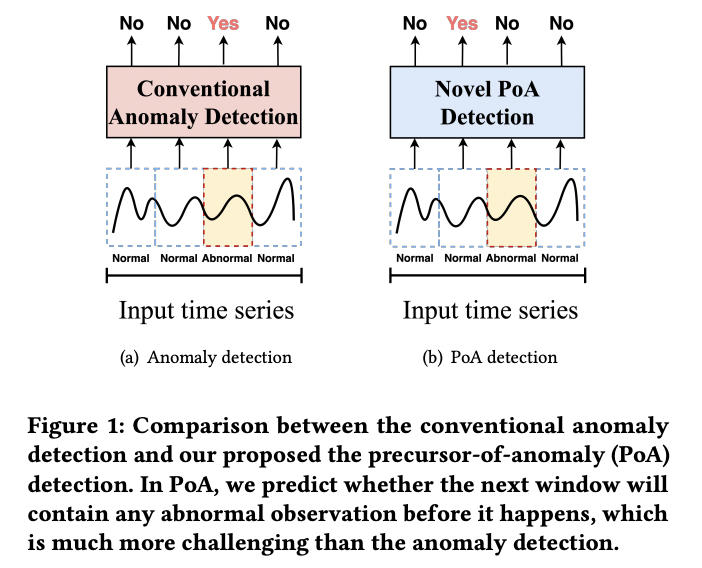 No No Yes No
Conventional
Anomaly Detection
Normal Normal Abnormal Normal
Input time series
(a) Anomaly detection
No Yes No No
Novel PoA
Detection
Normal Normal Abnormal Normal
Input time series
(b) PoA detection
Figure 1: Comparison between the conventional anomaly
detection and our proposed the precursor-of-anomaly (PoA)
detection. In PoA, we predict whether the next window will
contain any abnormal observation before it happens, which
is much more challenging than the anomaly detection.